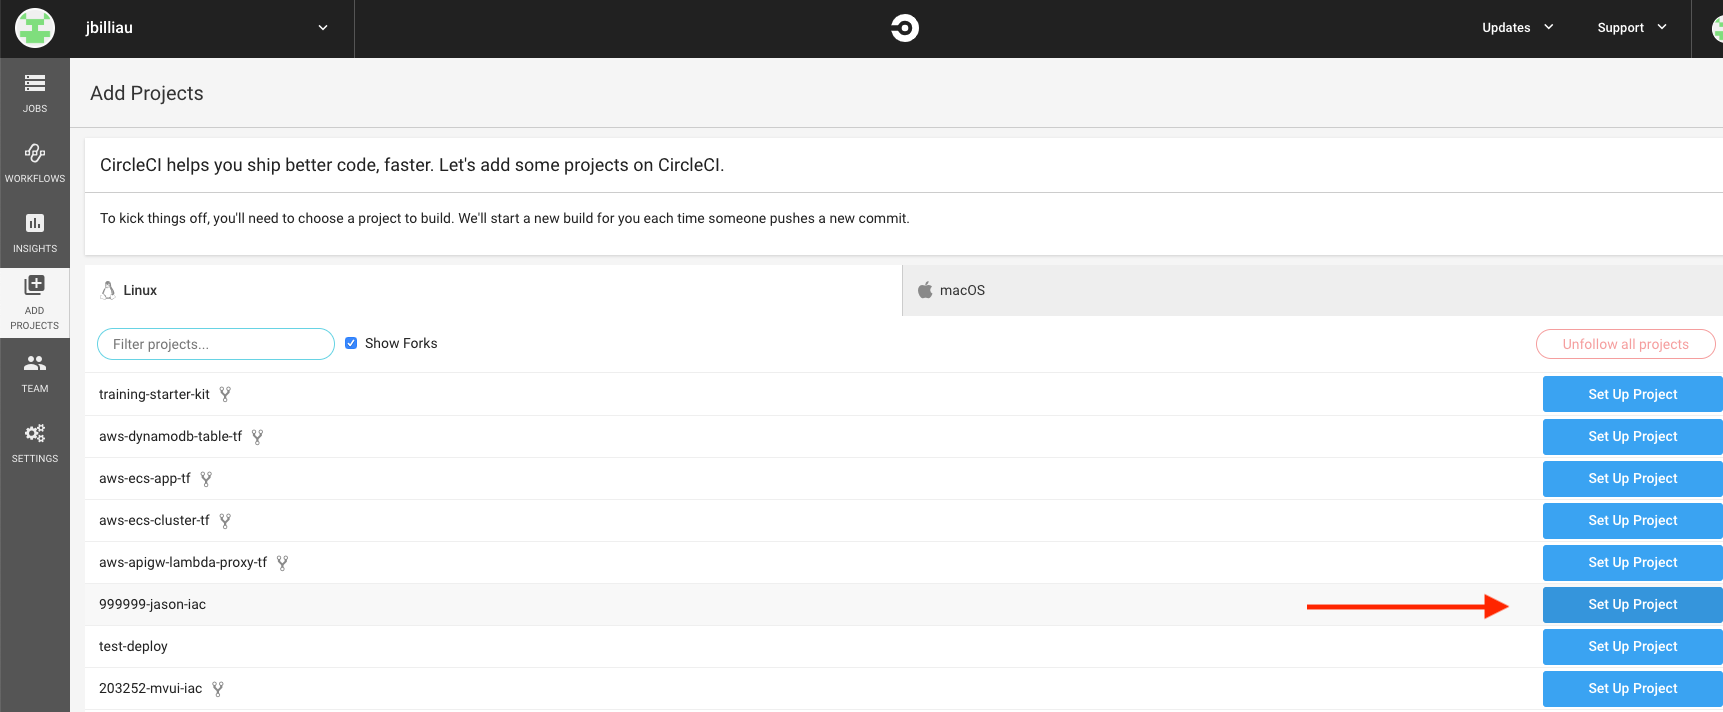 jbilliau
Updates
Support
JOBS
WORKFLOWS
INSIGHTS
ADD
PROJECTS
TEAM
SETTINGS
Add Projects
CircleCI helps you ship better code, faster. Let's add some projects on CircleCI.
To kick things off, you'll need to choose a project to build. We'll start a new build for you each time someone pushes a new commit.
Linux
macOS
Filter projects...
Show Forks
Unfollow all projects
training-starter-kit
Set Up Project
aws-dynamodb-table-tf
Set Up Project
aws-ecs-app-tf
Set Up Project
aws-ecs-cluster-tf
Set Up Project
aws-apigw-lambda-proxy-tf
Set Up Project
999999-jason-iac
Set Up Project
test-deploy
Set Up Project
203252-mvui-iac
Set Up Project